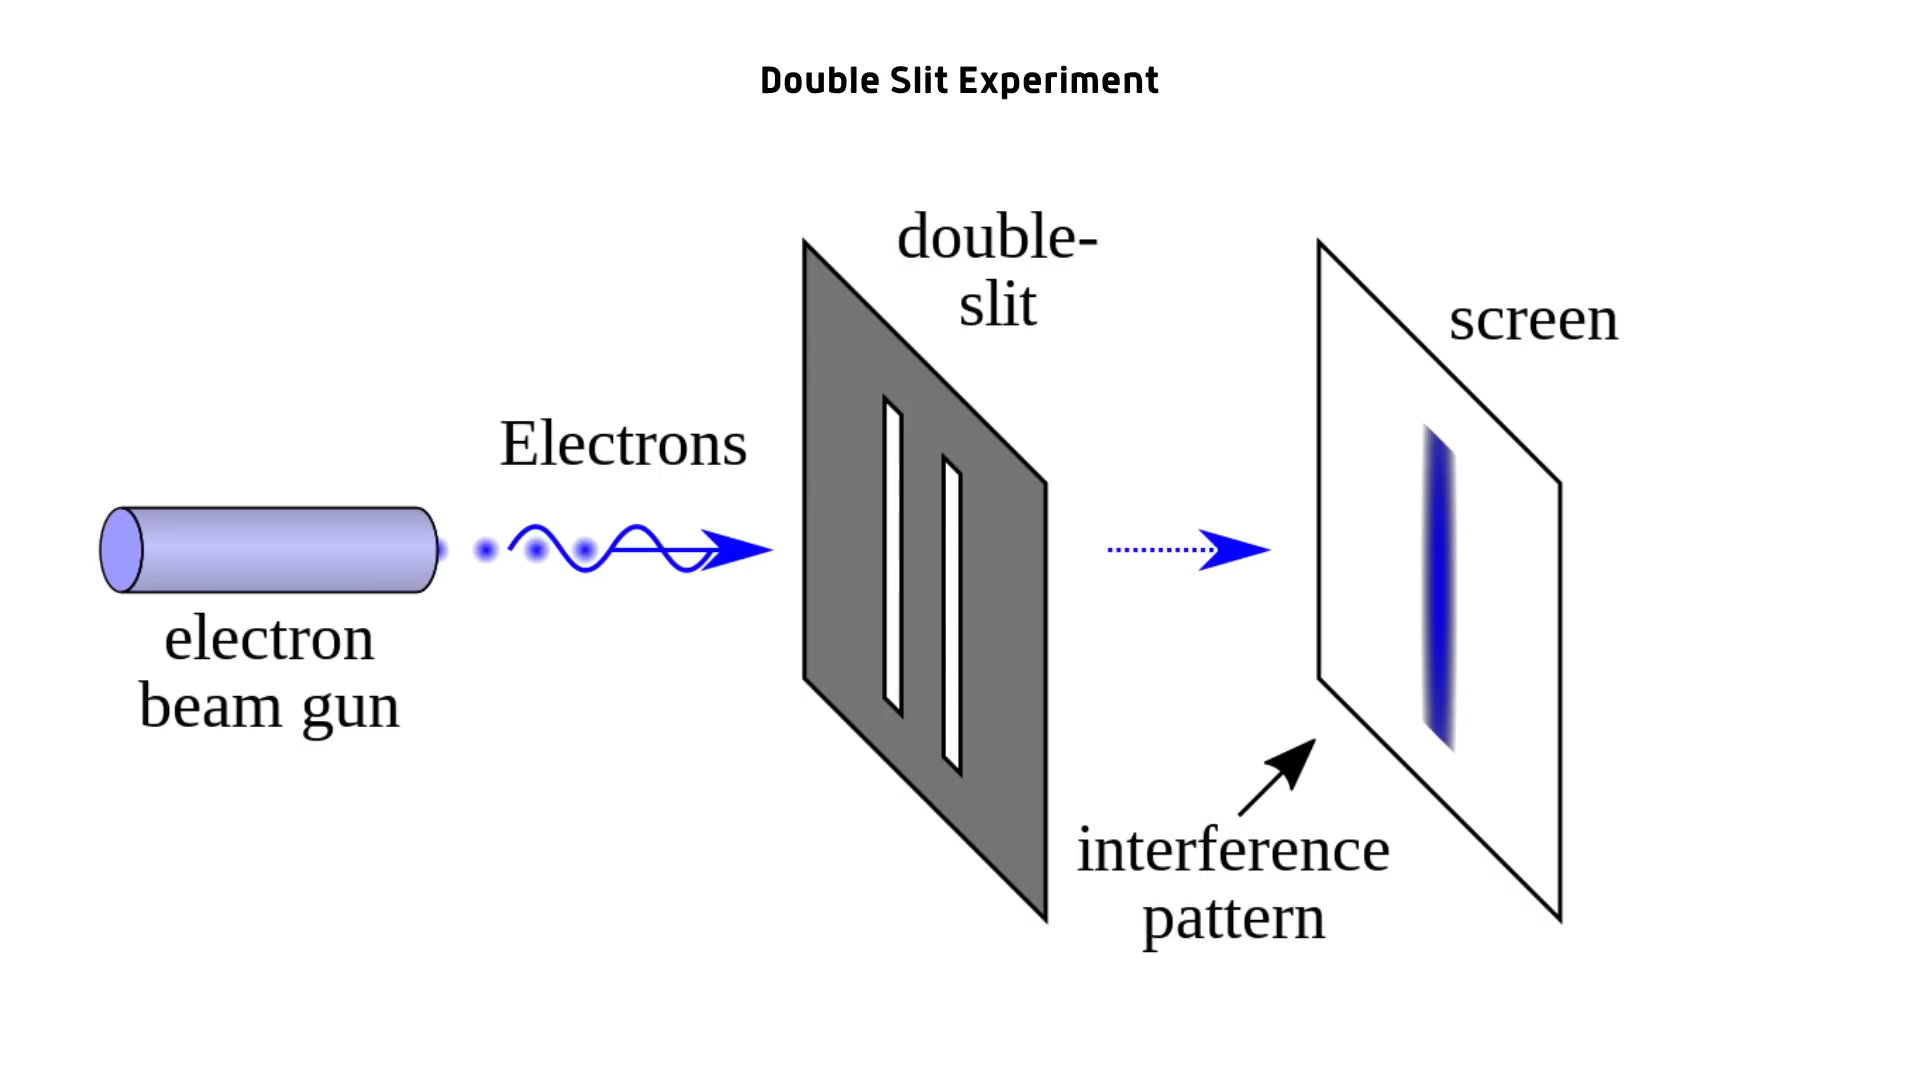 Double Slit Experiment
double-
slit
screen
Electrons
electron
beam gun
interference
pattern